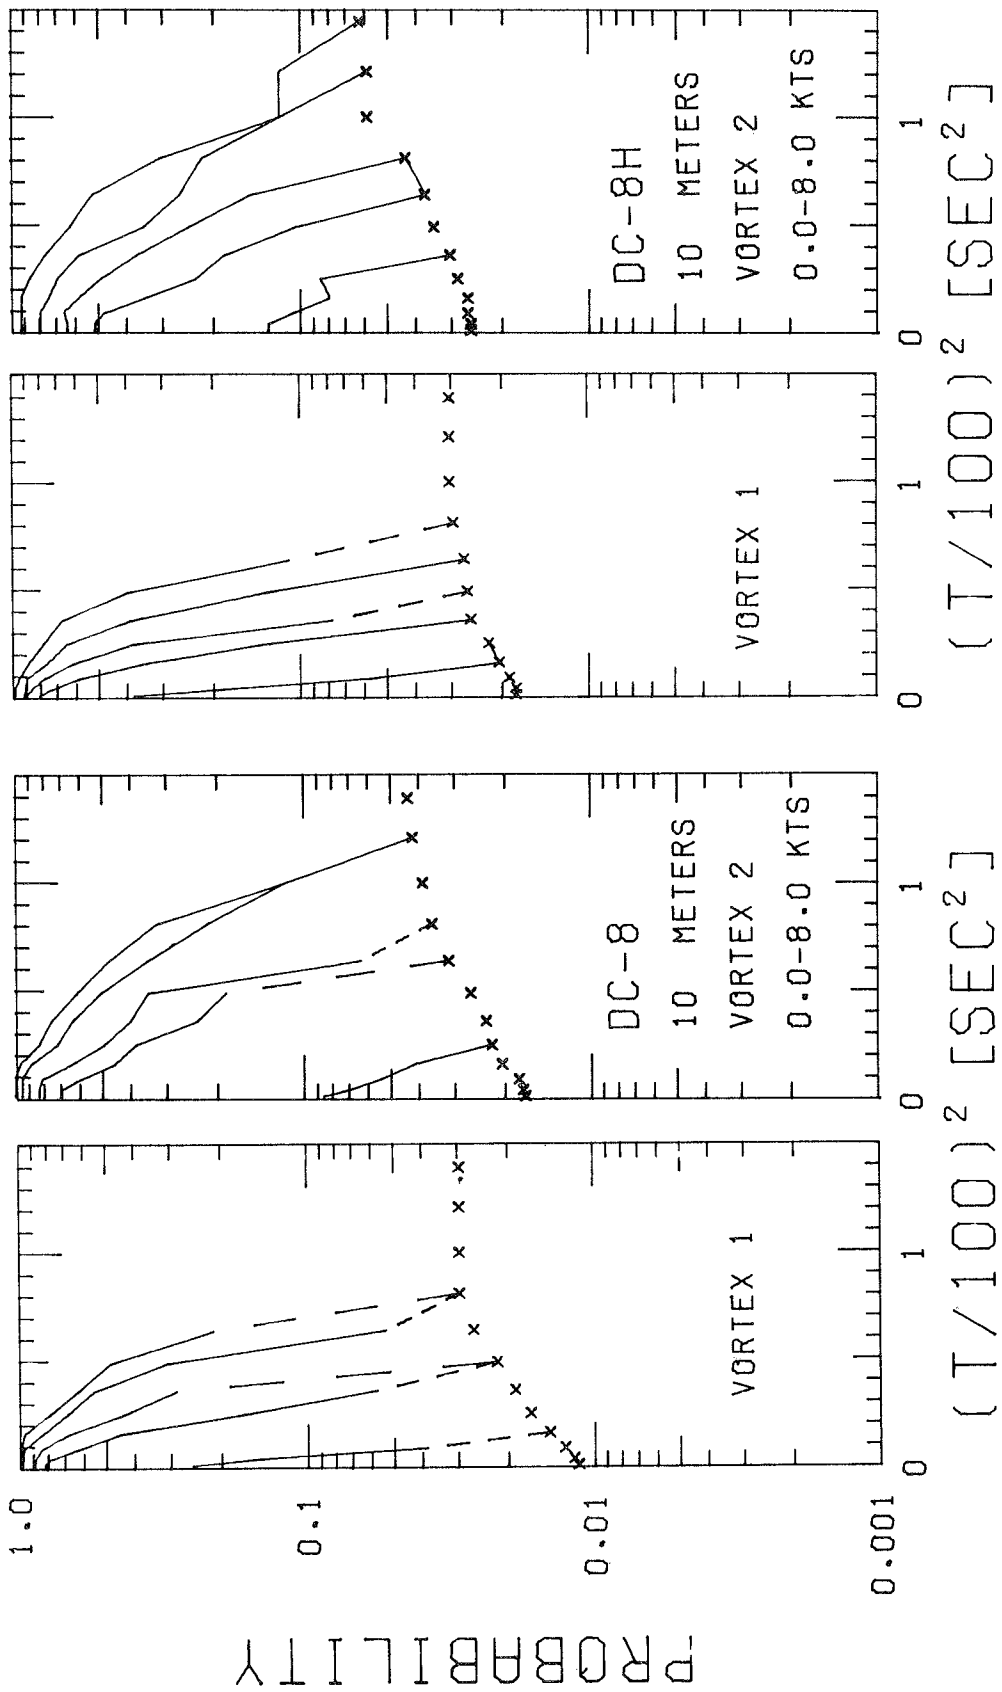 PROBABILITY
1.0
0.1
0.01
0.001
VORTEX 1
0
1
DC-8
10 METERS
VORTEX 2
0.0-8.0 KTS
0
1
(T/100)² [SEC²]
VORTEX 1
0
1
DC-8H
10 METERS
VORTEX 2
0.0-8.0 KTS
0
1
(T/100)² [SEC²]